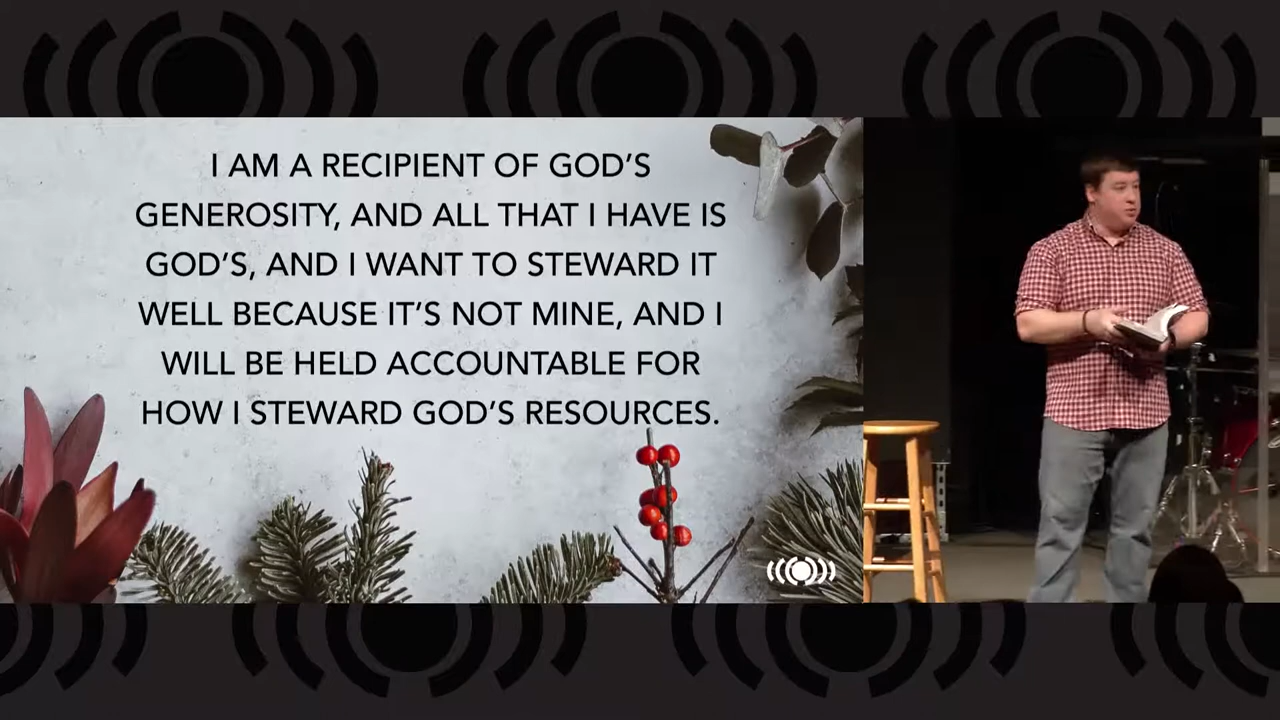 I AM A RECIPIENT OF GOD'S
GENEROSITY, AND ALL THAT I HAVE IS
GOD'S, AND I WANT TO STEWARD IT
WELL BECAUSE IT'S NOT MINE, AND I
WILL BE HELD ACCOUNTABLE FOR
HOW I STEWARD GOD'S RESOURCES.